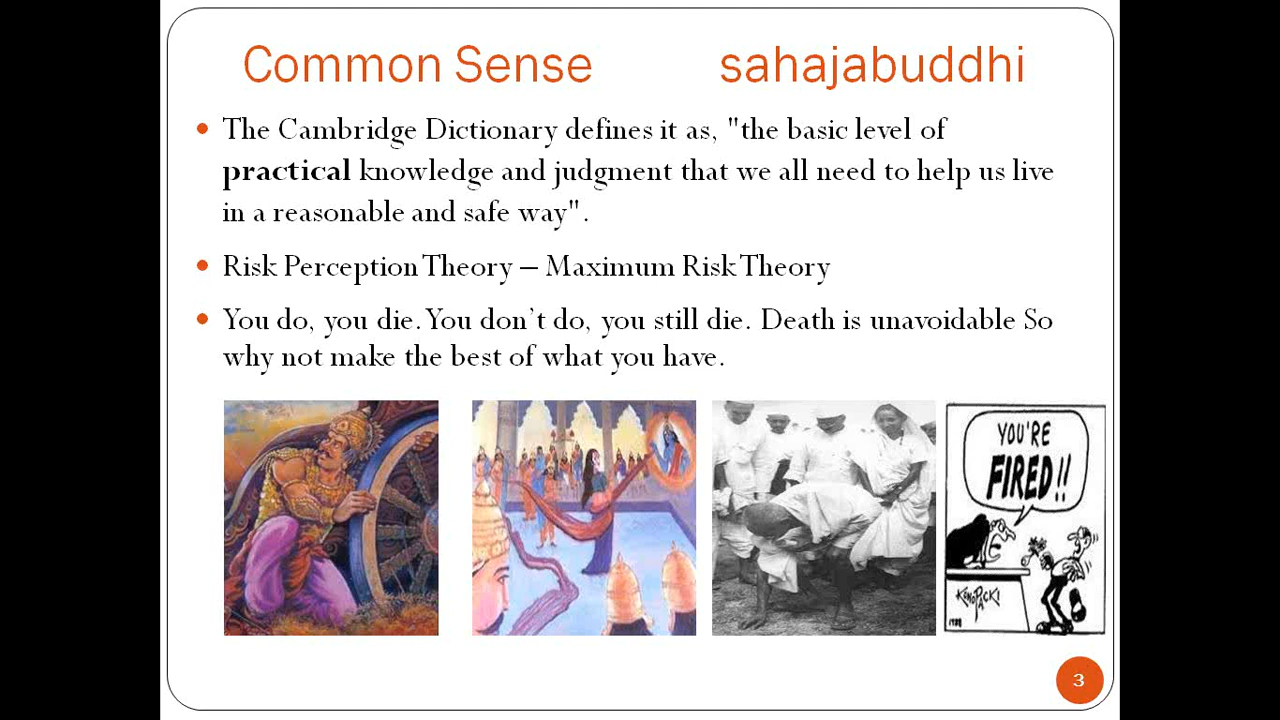 Common Sense sahajabuddhi
The Cambridge Dictionary defines it as, "the basic level of
practical knowledge and judgment that we all need to help us live
in a reasonable and safe way".
Risk Perception Theory – Maximum Risk Theory
You do, you die. You don't do, you still die. Death is unavoidable So
why not make the best of what you have.
YOU'RE
FIRED!!
KONOPACKI
1988
3